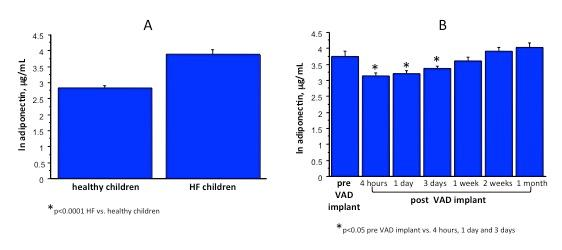 A
ln adiponectin, µg/mL
4.5
4
3.5
3
2.5
2
1.5
1
0.5
0
healthy children
HF children
*p<0.0001 HF vs. healthy children
B
ln adiponectin, µg/mL
4.5
4
3.5
3
2.5
2
1.5
1
0.5
0
*
*
*
pre
VAD
implant
4 hours
1 day
3 days
1 week
2 weeks
1 month
post VAD implant
*p<0.05 pre VAD implant vs. 4 hours, 1 day and 3 days